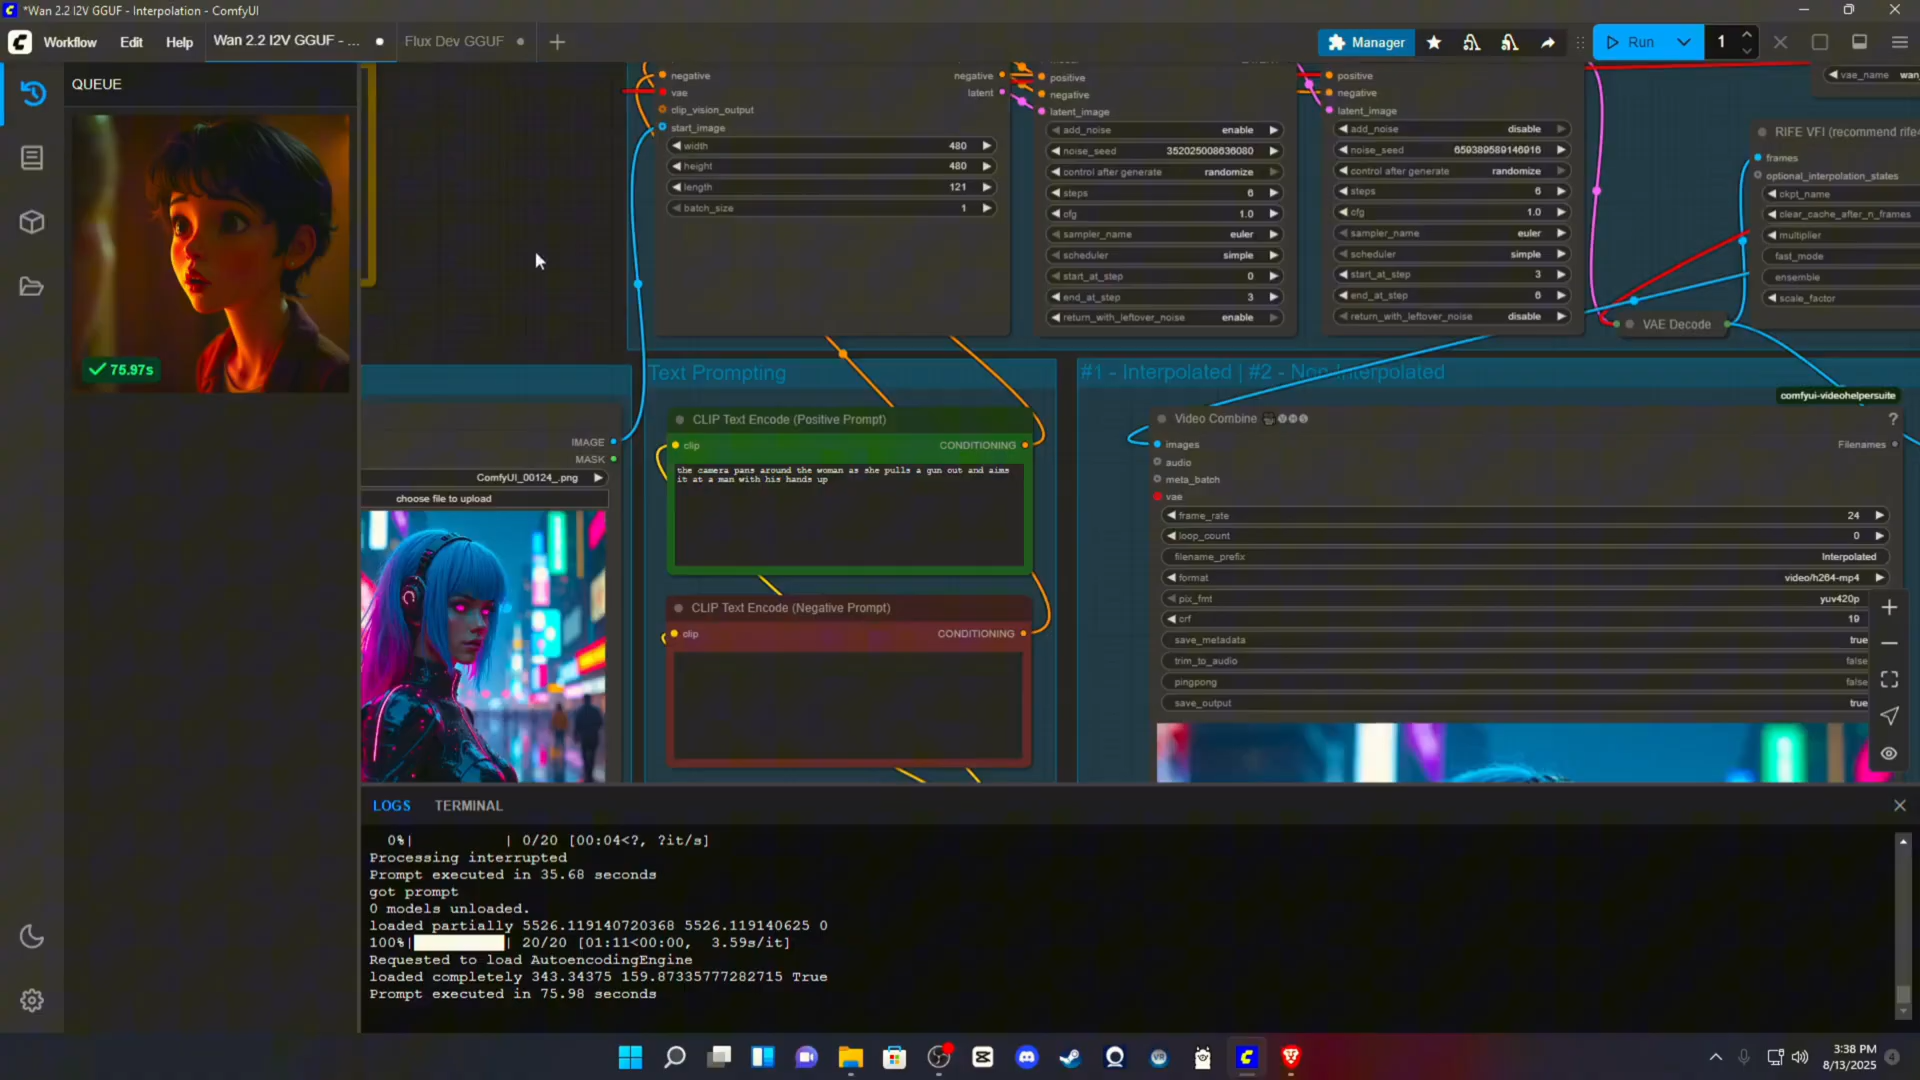 *Wan 2.2 I2V GGUF - Interpolation - ComfyUI
Workflow
Edit
Help
Wan 2.2 I2V GGUF - ...
Flux Dev GGUF
Manager
Run
1
QUEUE
75.97s
negative
vae
clip_vision_output
start_image
negative
latent
width 480
height 480
length 121
batch_size 1
positive
negative
latent_image
add_noise enable
noise_seed 352025008636080
control after generate randomize
steps 6
cfg 1.0
sampler_name euler
scheduler simple
start_at_step 0
end_at_step 3
return_with_leftover_noise enable
positive
negative
latent_image
add_noise disable
noise_seed 659389589146916
control after generate randomize
steps 6
cfg 1.0
sampler_name euler
scheduler simple
start_at_step 3
end_at_step 6
return_with_leftover_noise disable
vae_name wan
RIFE VFI (recommend rife
frames
optional_interpolation_states
ckpt_name
clear_cache_after_n_frames
multiplier
fast_mode
ensemble
scale_factor
VAE Decode
IMAGE
MASK
ComfyUI_00124_.png
choose file to upload
Text Prompting
CLIP Text Encode (Positive Prompt)
clip CONDITIONING
the camera pans around the woman as she pulls a gun out and aims
it at a man with his hands up
CLIP Text Encode (Negative Prompt)
clip CONDITIONING
#1 - Interpolated | #2 - Non Interpolated
comfyui-videohelpersuite
Video Combine
?
images Filenames
audio
meta_batch
vae
frame_rate 24
loop_count 0
filename_prefix Interpolated
format video/h264-mp4
pix_fmt yuv420p
crf 19
save_metadata true
trim_to_audio false
pingpong false
save_output true
LOGS
TERMINAL
0%| | 0/20 [00:04<?, ?it/s]
Processing interrupted
Prompt executed in 35.68 seconds
got prompt
0 models unloaded.
loaded partially 5526.119140720368 5526.119140625 0
100%| | 20/20 [01:11<00:00, 3.59s/it]
Requested to load AutoencodingEngine
loaded completely 343.34375 159.87335777282715 True
Prompt executed in 75.98 seconds
3:38 PM
8/13/2025
4